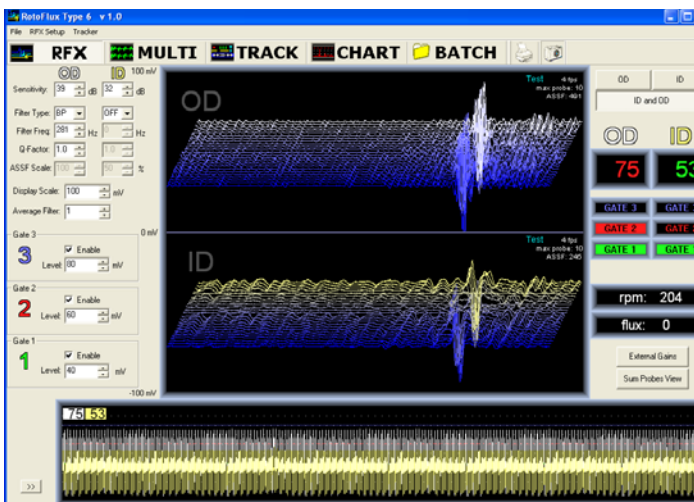 RotoFlux Type 6 v 1.0
File RFX Setup Tracker
RFX MULTI TRACK CHART BATCH
OD ID 100 mV
Sensitivity: 39 dB 32 dB
Filter Type: BP OFF
Filter Freq: 281 Hz 0 Hz
Q-Factor: 1.0 1.0
ASSF Scale: 100 50 %
Display Scale: 100 mV
Average Filter: 1
0 mV
Gate 3
3
Enable
Level: 80 mV
Gate 2
2
Enable
Level: 60 mV
Gate 1
1
Enable
Level: 40 mV
-100 mV
OD
Test 4 fps
max probe: 10
ASSF: 491
ID
Test 4 fps
max probe: 10
ASSF: 245
OD ID
ID and OD
OD ID
75 53
GATE 3 GATE
GATE 2 GATE
GATE 1 GATE
rpm: 204
flux: 0
External Gains
Sum Probes View
75 53
>>